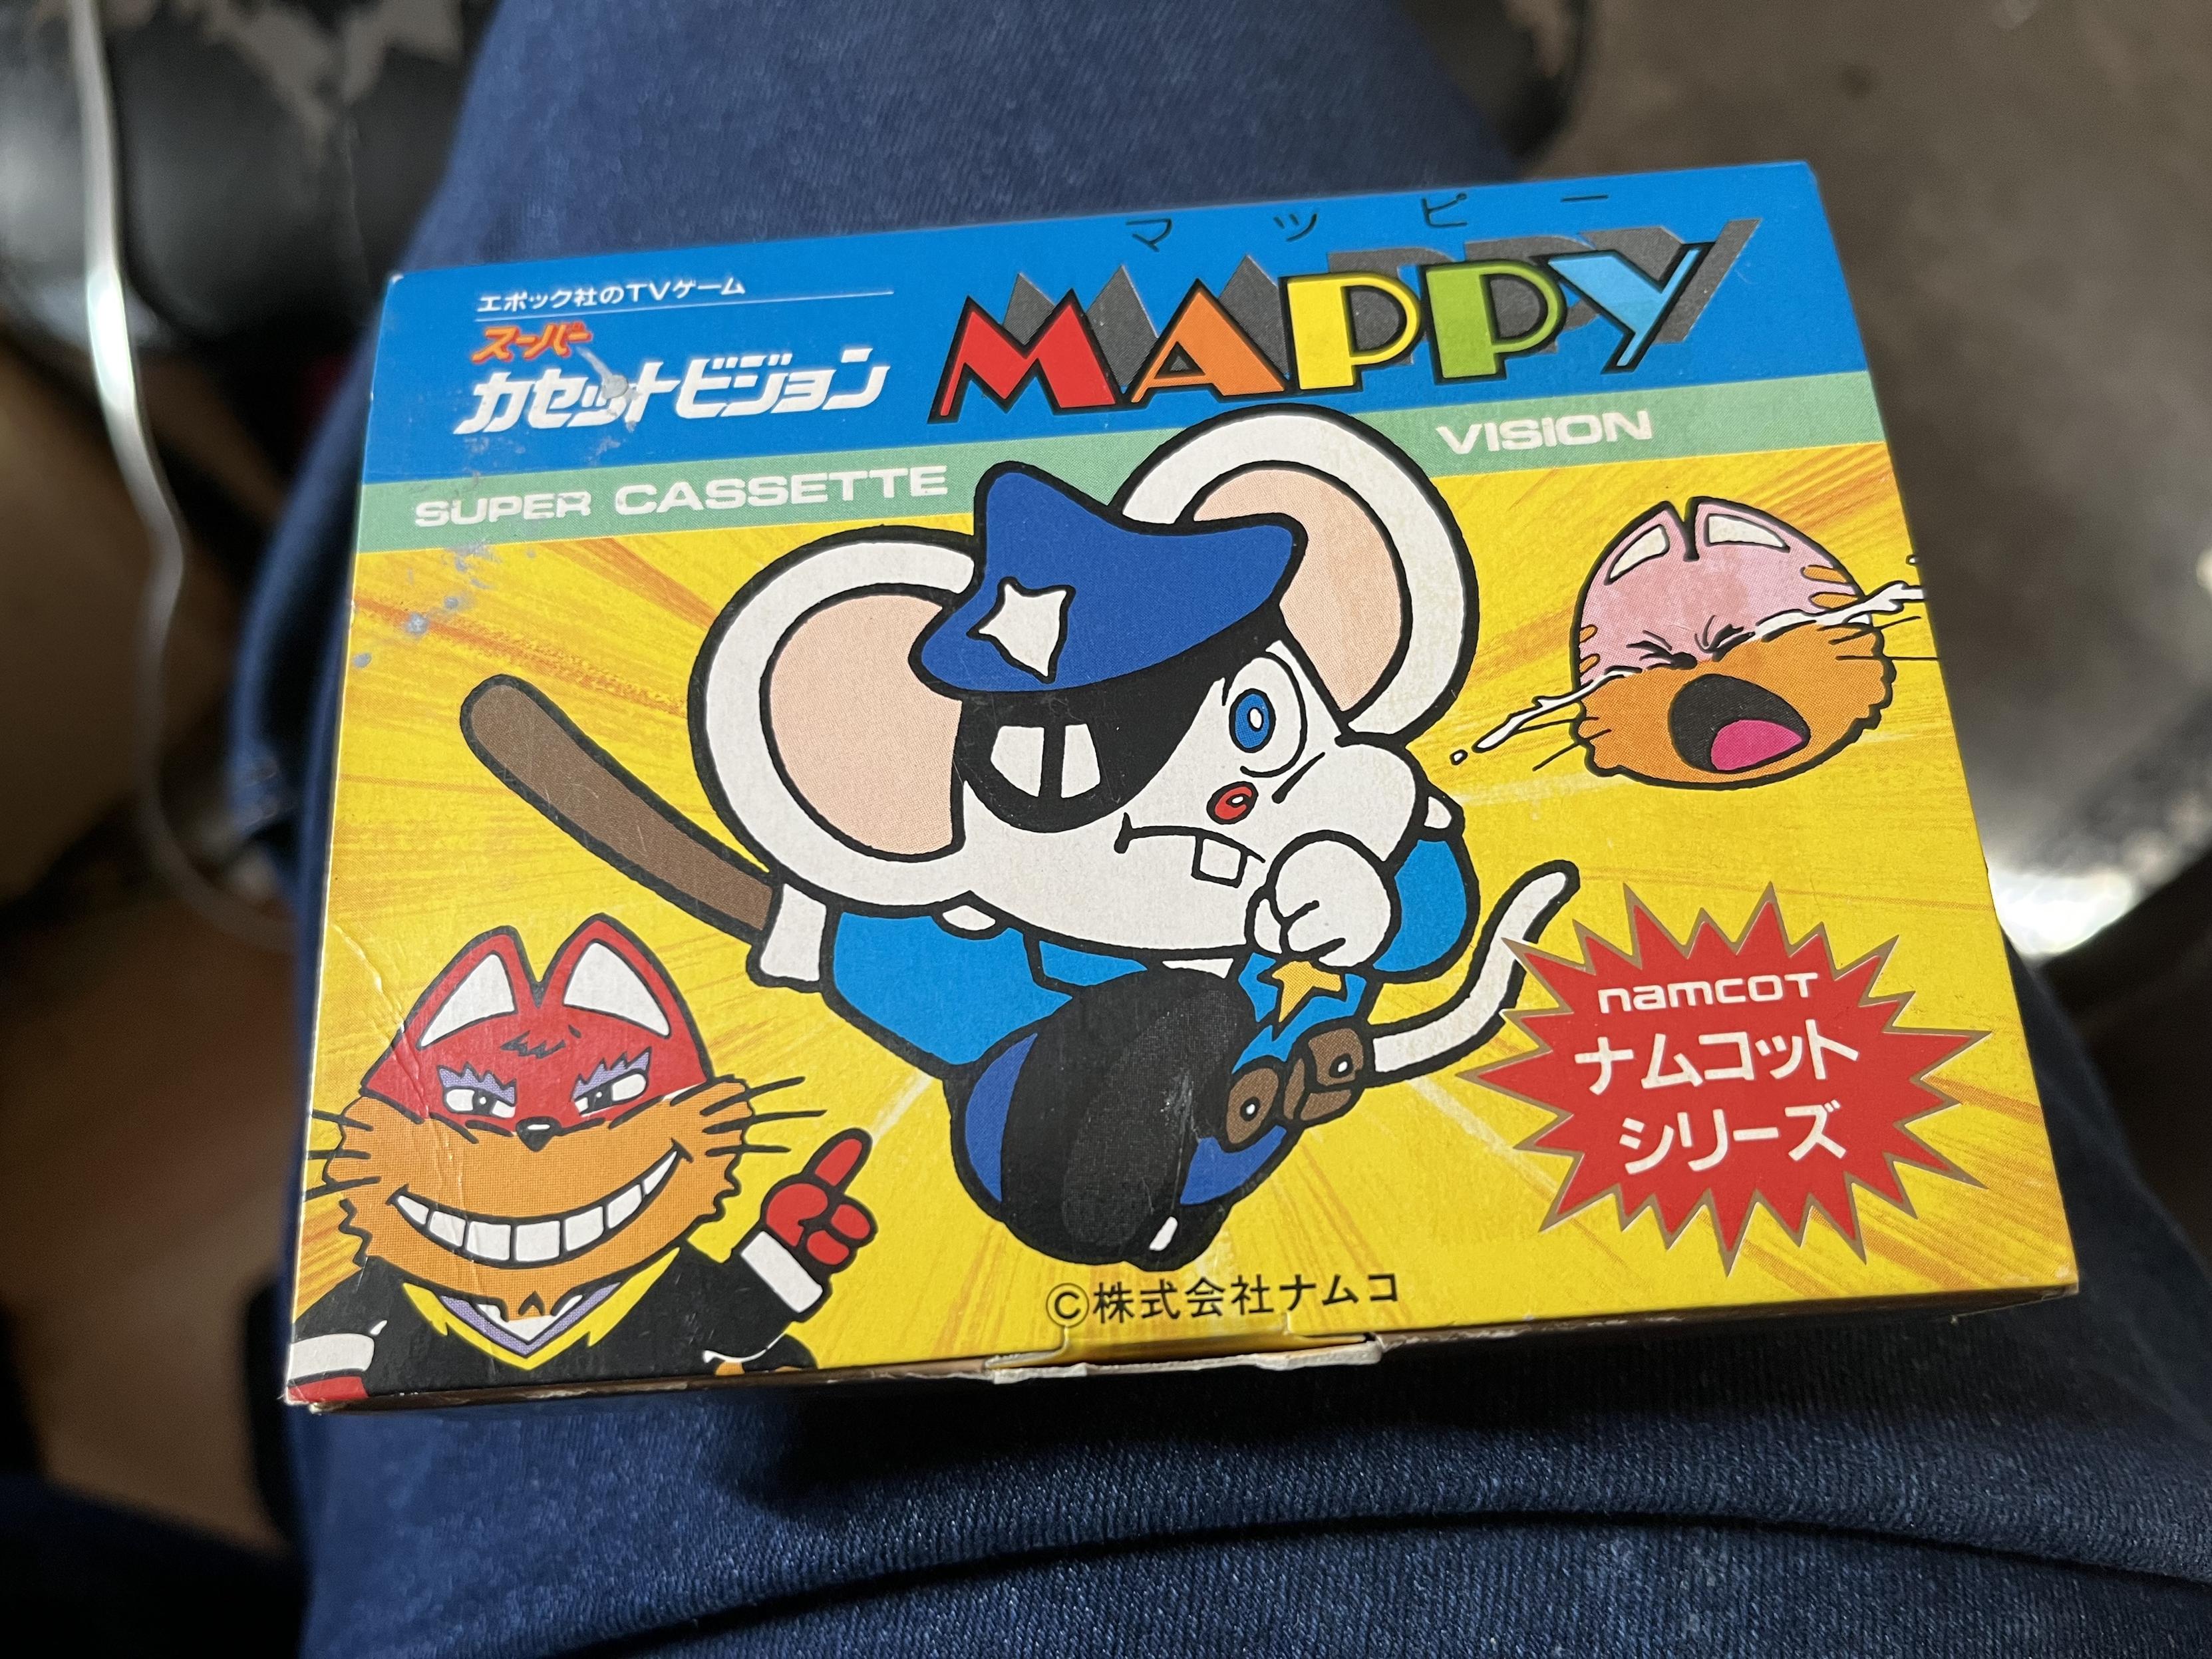 マッピー
MAPPY
エポック社のTVゲーム
スーパー
カセットビジョン
SUPER CASSETTE VISION
namcoT
ナムコット
シリーズ
©株式会社ナムコ